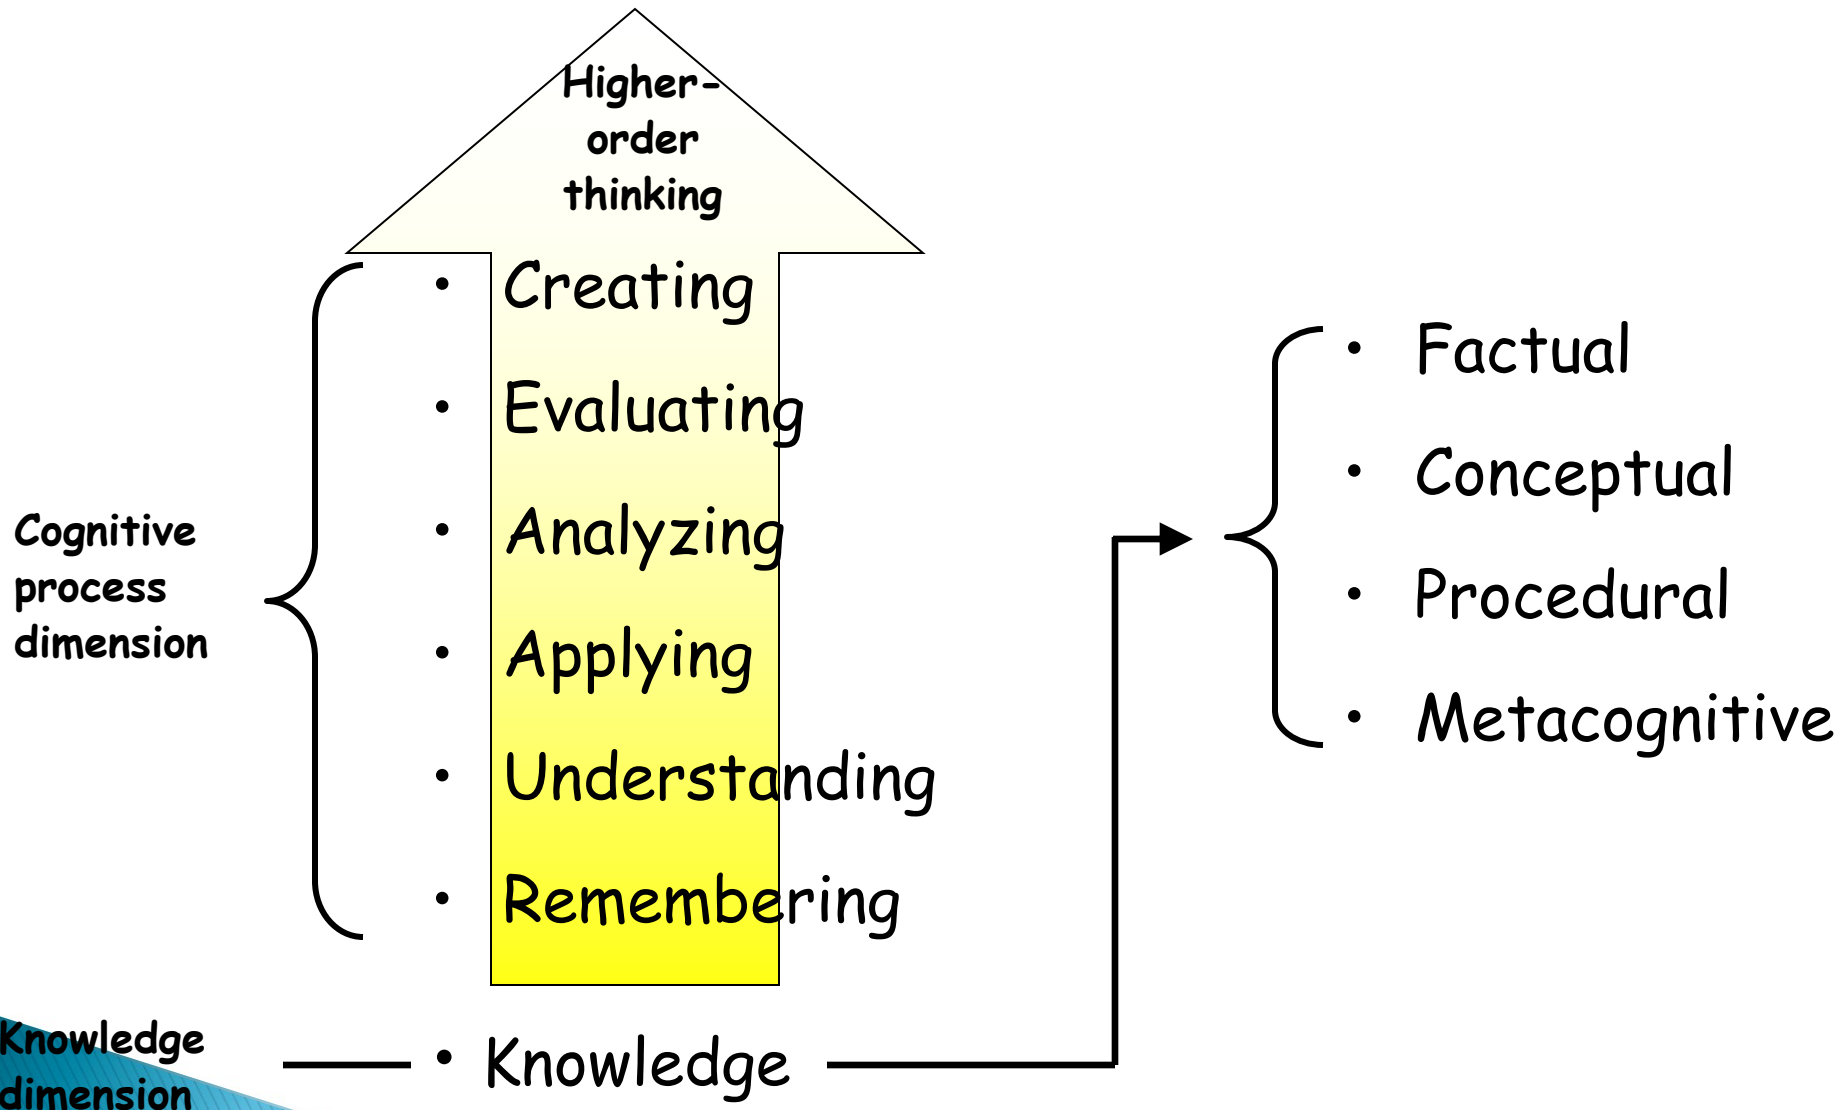 Higher-
order
thinking
Cognitive
process
dimension
• Creating
• Evaluating
• Analyzing
• Applying
• Understanding
• Remembering
Knowledge
dimension
• Knowledge
• Factual
• Conceptual
• Procedural
• Metacognitive